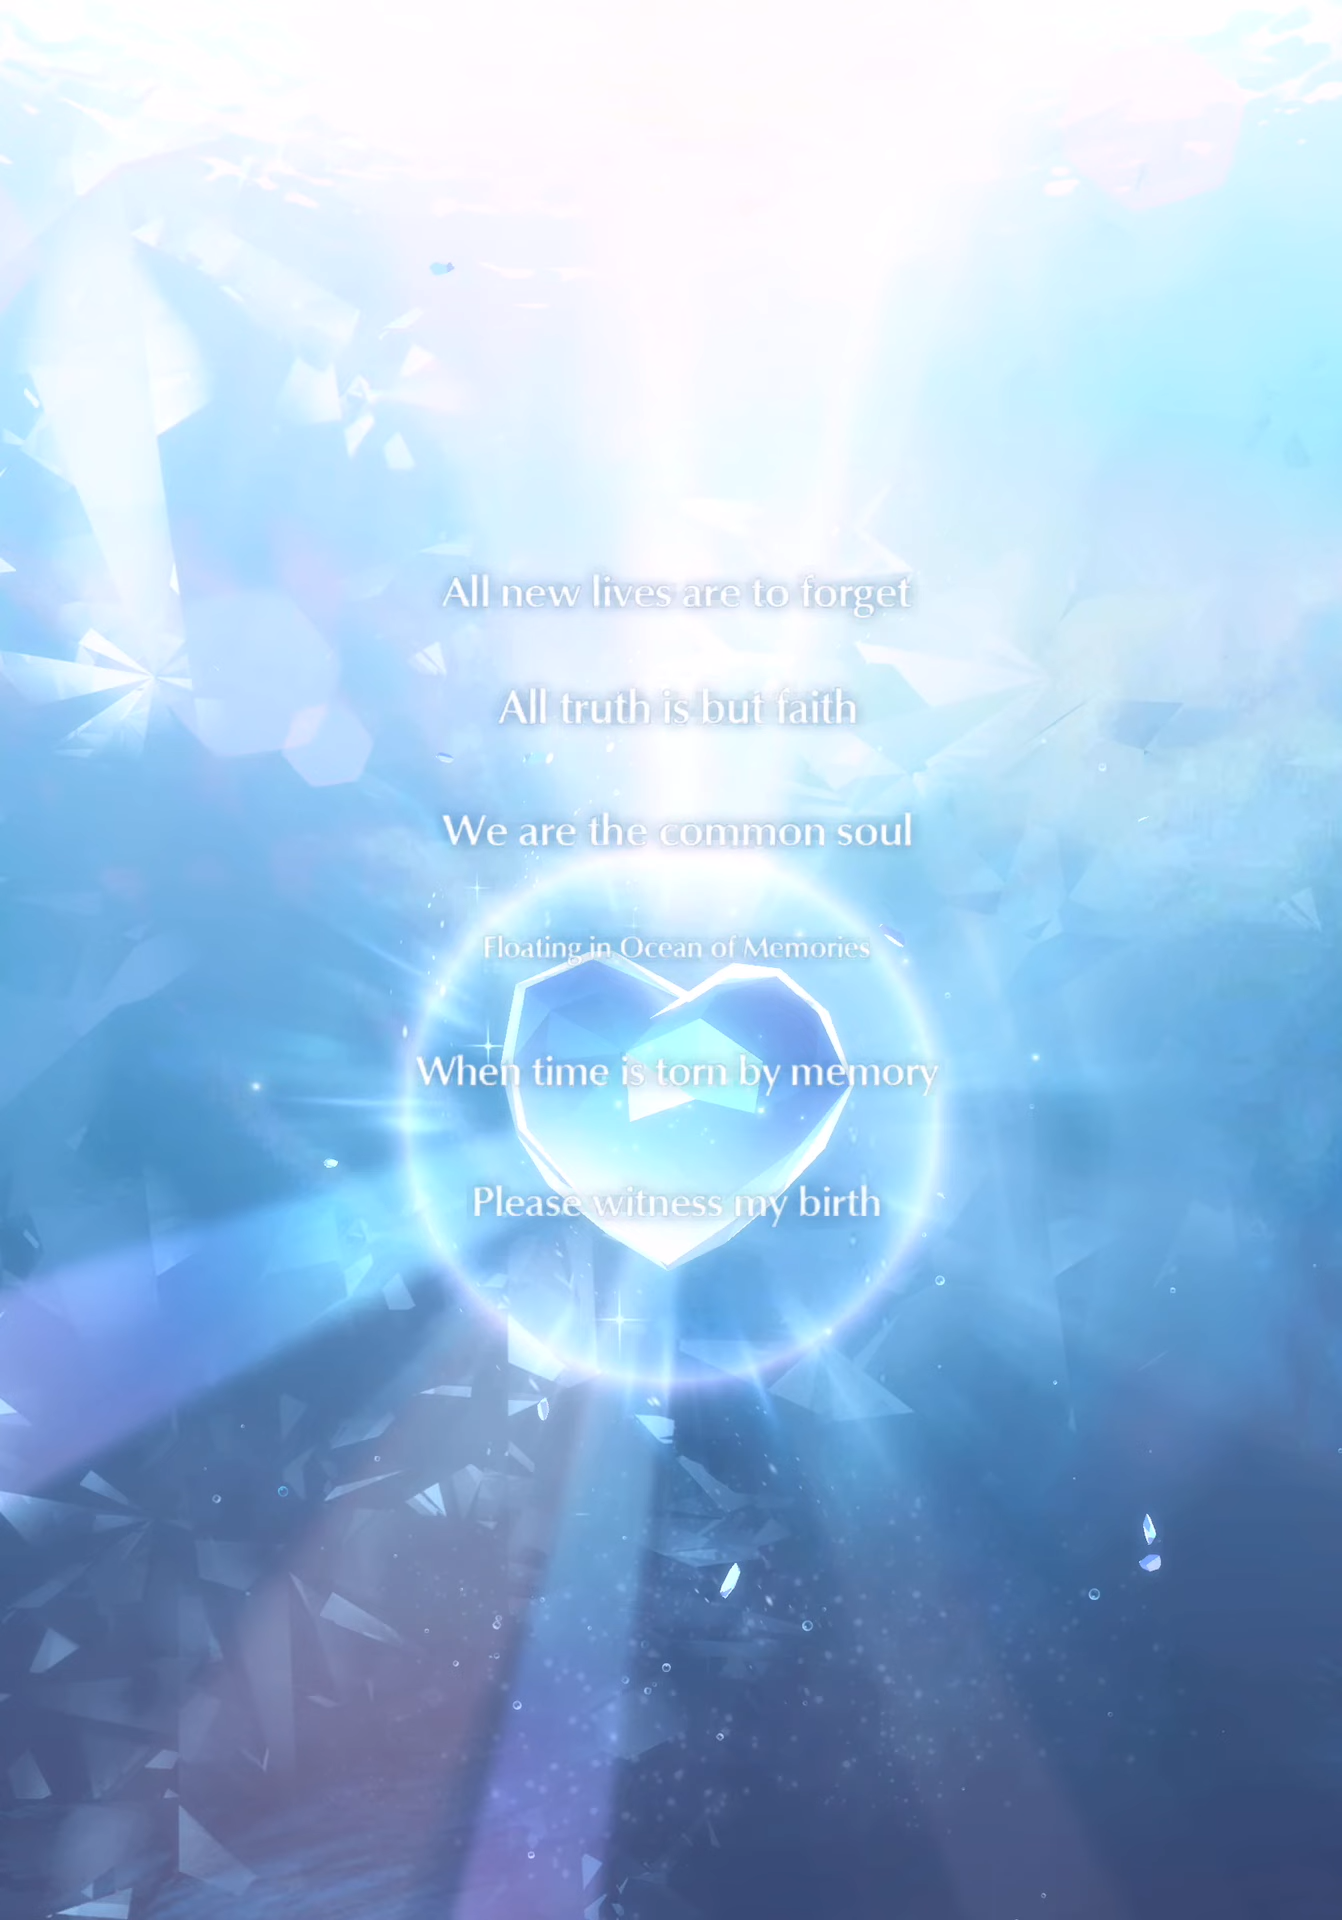 All new lives are to forget
All truth is but faith
We are the common soul
Floating in Ocean of Memories
When time is torn by memory
Please witness my birth